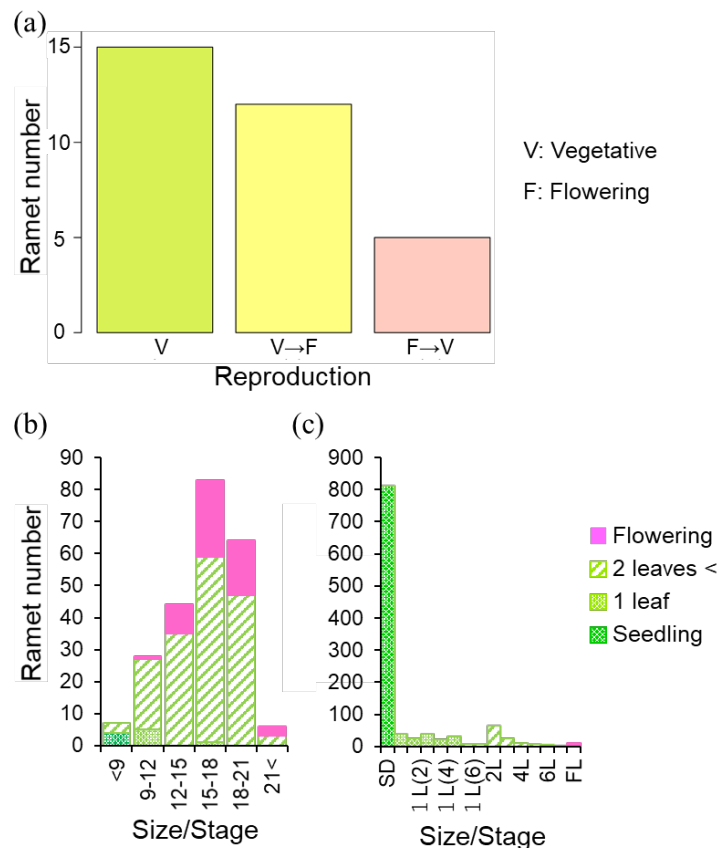 (a)
Ramet number
15
10
5
0
V
V→F
F→V
Reproduction
V: Vegetative
F: Flowering
(b)
Ramet number
90
80
70
60
50
40
30
20
10
0
<9
9-12
12-15
15-18
18-21
21<
Size/Stage
(c)
900
800
700
600
500
400
300
200
100
0
SD
1 L(2)
1 L(4)
1 L(6)
2L
4L
6L
FL
Size/Stage
Flowering
2 leaves <
1 leaf
Seedling